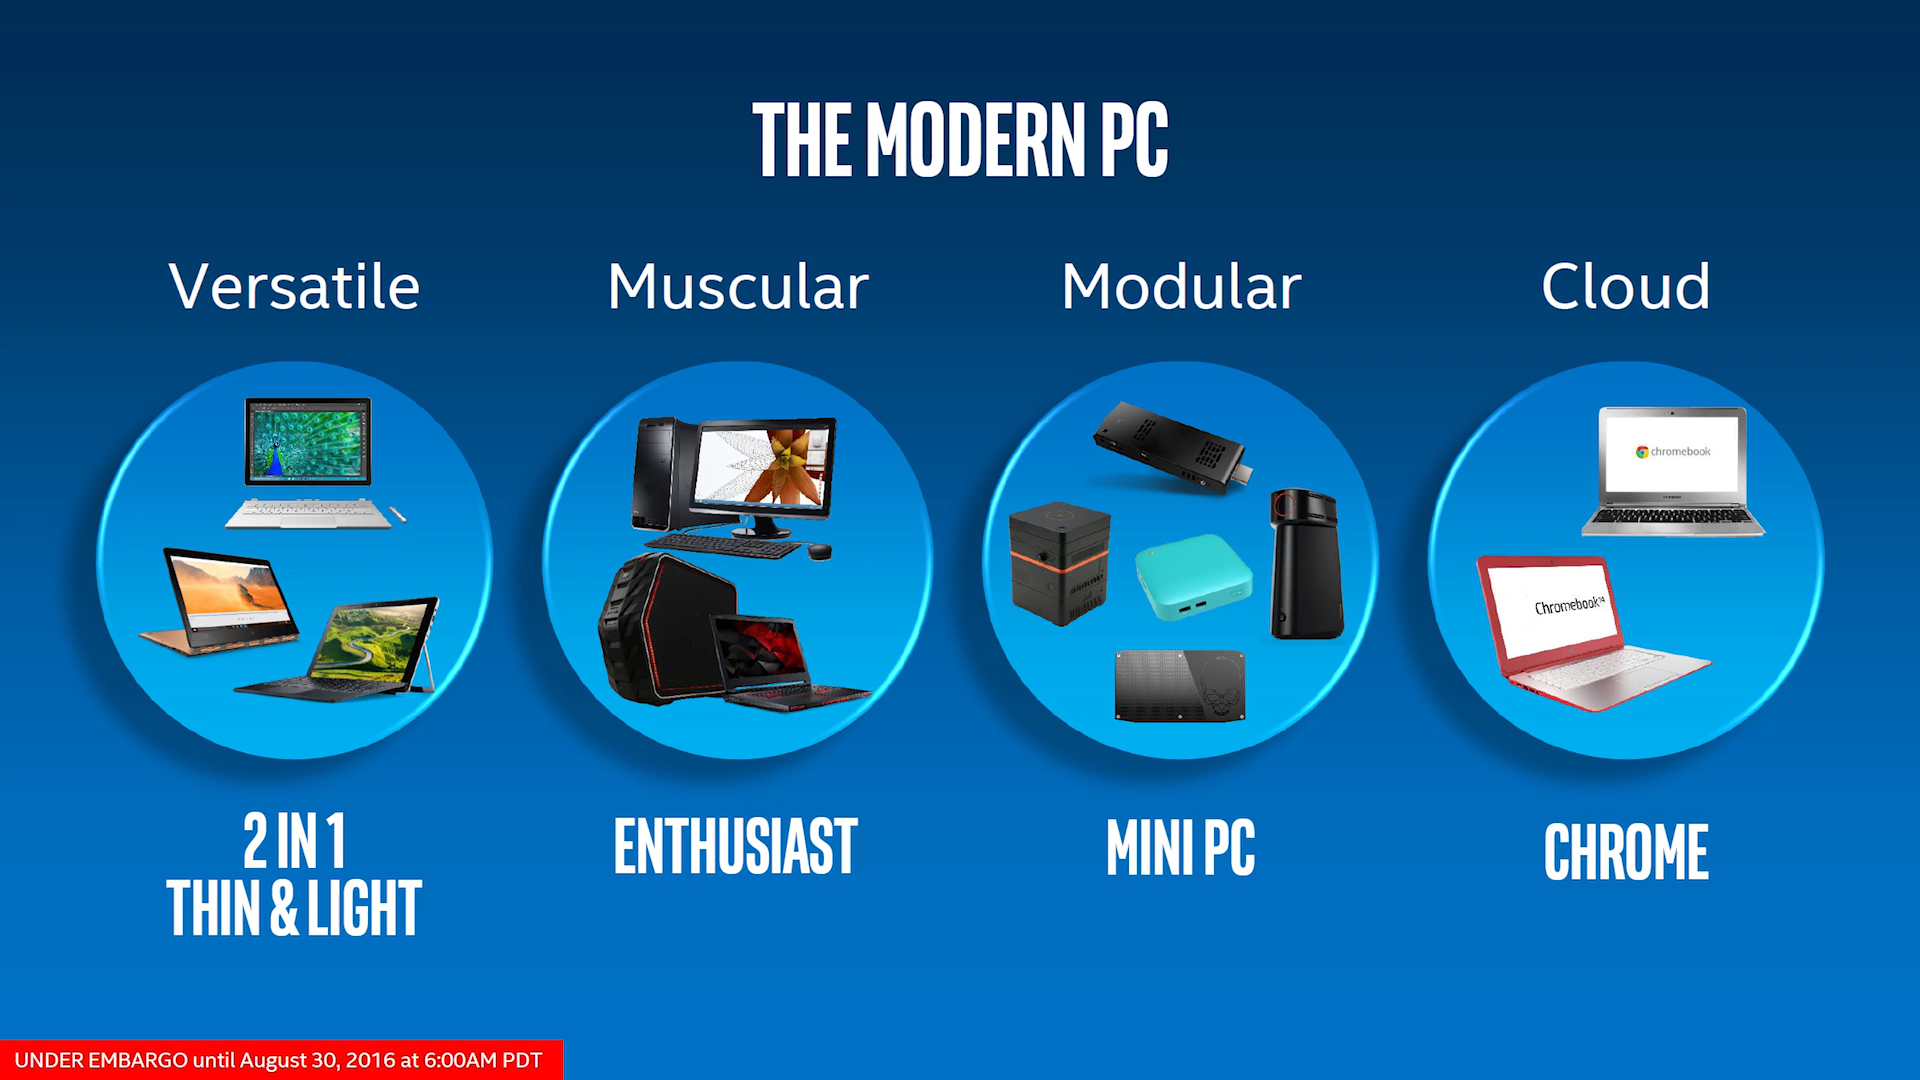 THE MODERN PC
Versatile
Muscular
Modular
Cloud
chromebook
Chromebook14
2 IN 1
THIN & LIGHT
ENTHUSIAST
MINI PC
CHROME
UNDER EMBARGO until August 30, 2016 at 6:00AM PDT